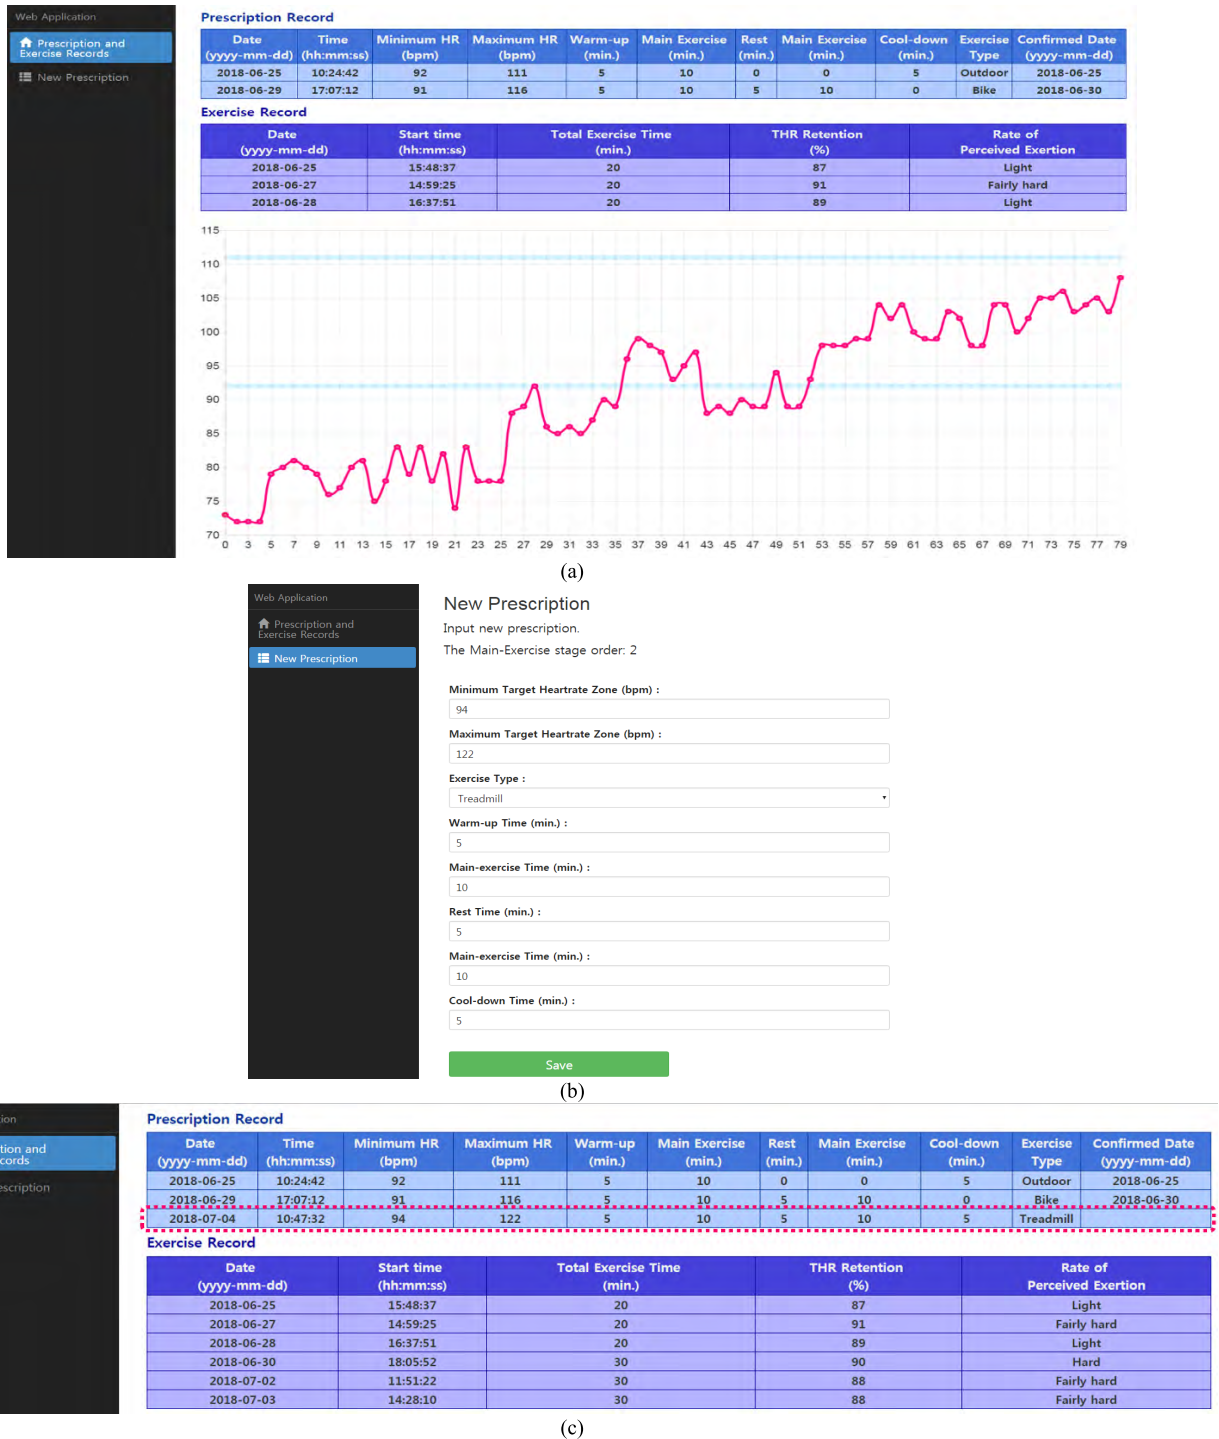 Web Application
Prescription and
Exercise Records
New Prescription
Prescription Record
Date Time Minimum HR Maximum HR Warm-up Main Exercise Rest Main Exercise Cool-down Exercise Confirmed Date
(yyyy-mm-dd) (hh:mm:ss) (bpm) (bpm) (min.) (min.) (min.) (min.) (min.) Type (yyyy-mm-dd)
2018-06-25 10:24:42 92 111 5 10 0 0 5 Outdoor 2018-06-25
2018-06-29 17:07:12 91 116 5 10 5 10 0 Bike 2018-06-30
Exercise Record
Date Start time Total Exercise Time THR Retention Rate of
(yyyy-mm-dd) (hh:mm:ss) (min.) (%) Perceived Exertion
2018-06-25 15:48:37 20 87 Light
2018-06-27 14:59:25 20 91 Fairly hard
2018-06-28 16:37:51 20 89 Light
115
110
105
100
95
90
85
80
75
70
0 3 5 7 9 11 13 15 17 19 21 23 25 27 29 31 33 35 37 39 41 43 45 47 49 51 53 55 57 59 61 63 65 67 69 71 73 75 77 79
(a)
Web Application
Prescription and
Exercise Records
New Prescription
New Prescription
Input new prescription.
The Main-Exercise stage order: 2
Minimum Target Heartrate Zone (bpm) :
94
Maximum Target Heartrate Zone (bpm) :
122
Exercise Type :
Treadmill
Warm-up Time (min.) :
5
Main-exercise Time (min.) :
10
Rest Time (min.) :
5
Main-exercise Time (min.) :
10
Cool-down Time (min.) :
5
Save
(b)
tion
tion and
cords
escription
Prescription Record
Date Time Minimum HR Maximum HR Warm-up Main Exercise Rest Main Exercise Cool-down Exercise Confirmed Date
(yyyy-mm-dd) (hh:mm:ss) (bpm) (bpm) (min.) (min.) (min.) (min.) (min.) Type (yyyy-mm-dd)
2018-06-25 10:24:42 92 111 5 10 0 0 5 Outdoor 2018-06-25
2018-06-29 17:07:12 91 116 5 10 5 10 0 Bike 2018-06-30
2018-07-04 10:47:32 94 122 5 10 5 10 5 Treadmill
Exercise Record
Date Start time Total Exercise Time THR Retention Rate of
(yyyy-mm-dd) (hh:mm:ss) (min.) (%) Perceived Exertion
2018-06-25 15:48:37 20 87 Light
2018-06-27 14:59:25 20 91 Fairly hard
2018-06-28 16:37:51 20 89 Light
2018-06-30 18:05:52 30 90 Hard
2018-07-02 11:51:22 30 88 Fairly hard
2018-07-03 14:28:10 30 88 Fairly hard
(c)